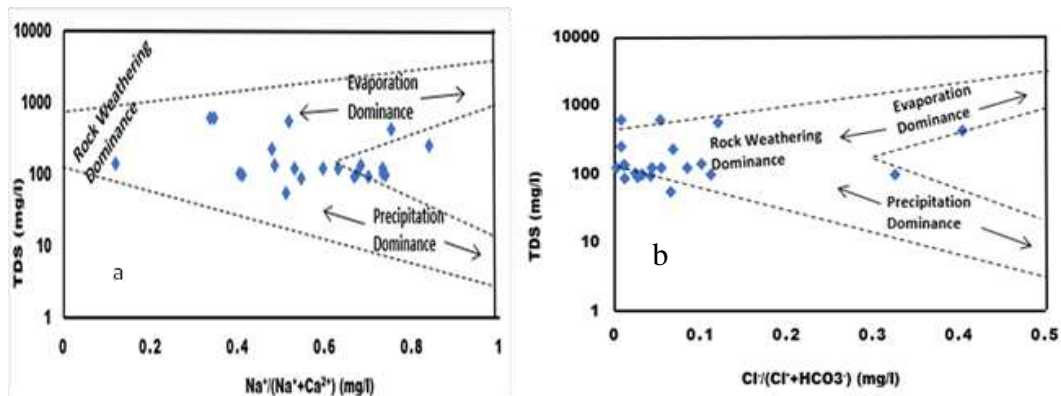 10000
1000
100
10
1
TDS (mg/l)
Rock Weathering
Dominance
Evaporation
Dominance
Precipitation
Dominance
a
0 0.2 0.4 0.6 0.8 1
Na⁺/(Na⁺+Ca²⁺) (mg/l)
10000
1000
100
10
1
TDS (mg/l)
Rock Weathering
Dominance
Evaporation
Dominance
Precipitation
Dominance
b
0 0.1 0.2 0.3 0.4 0.5
Cl⁻/(Cl⁻+HCO3⁻) (mg/l)